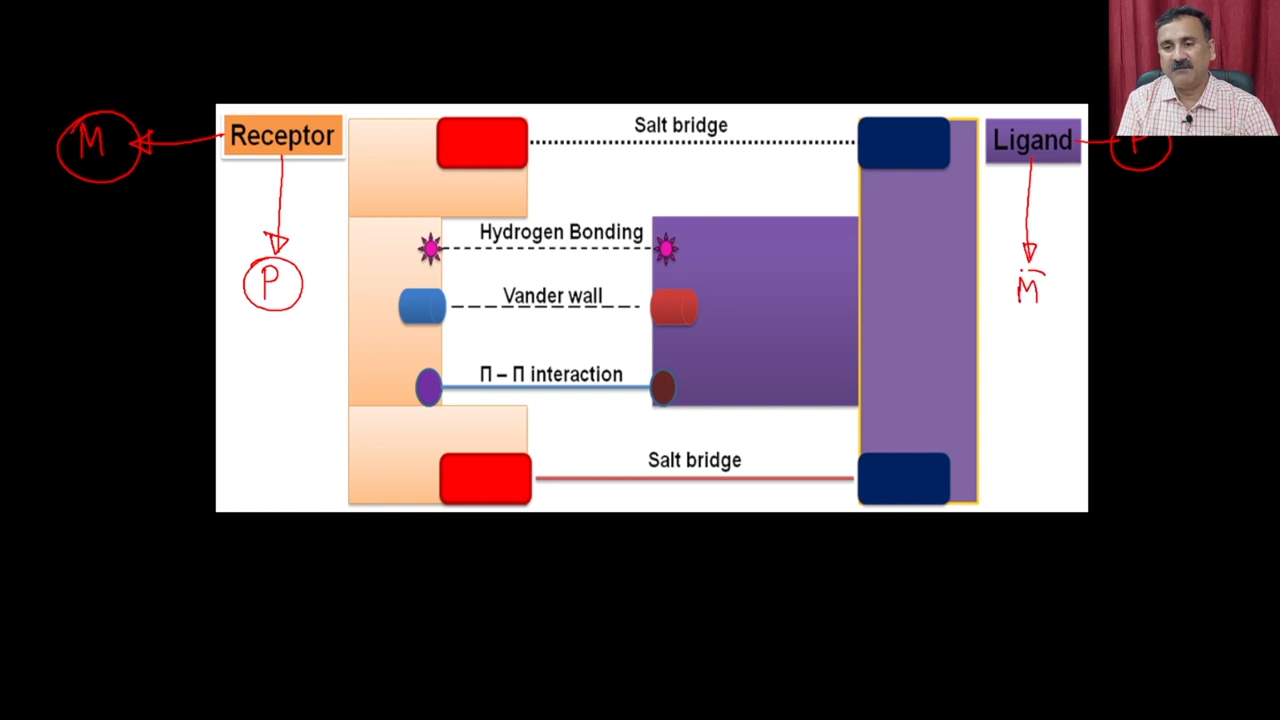 Salt bridge
M
Receptor
Ligand
P
Hydrogen Bonding
P
M
Vander wall
Π – Π interaction
Salt bridge